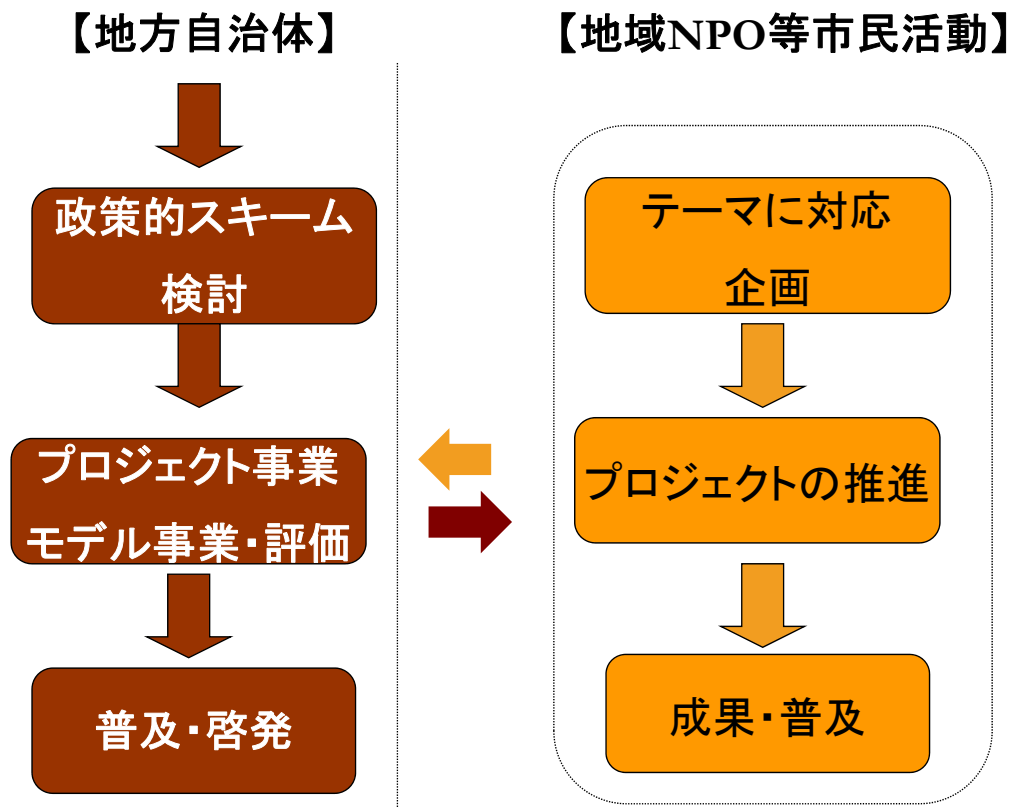 【地方自治体】
政策的スキーム
検討
プロジェクト事業
モデル事業・評価
普及・啓発
【地域NPO等市民活動】
テーマに対応
企画
プロジェクトの推進
成果・普及